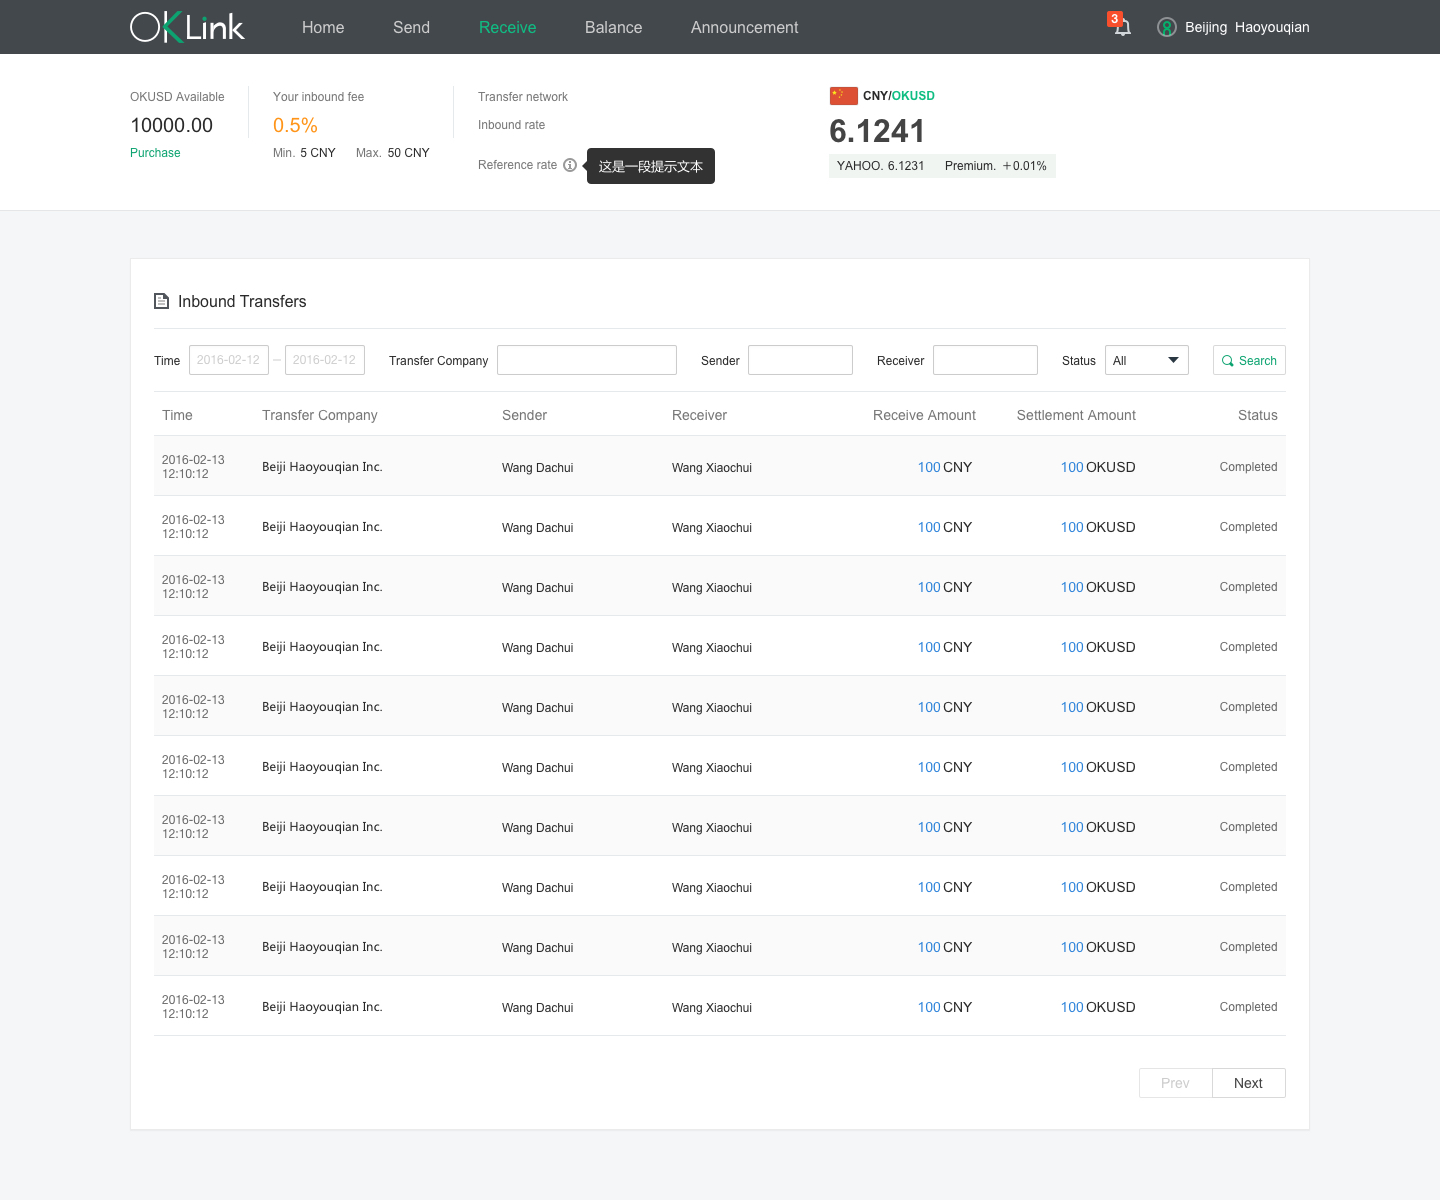 OKLink Home Send Receive Balance Announcement 3 Beijing Haoyouqian
OKUSD Available
10000.00
Purchase
Your inbound fee
0.5%
Min. 5 CNY Max. 50 CNY
Transfer network
Inbound rate
Reference rate 这是一段提示文本
CNY/OKUSD
6.1241
YAHOO. 6.1231 Premium. +0.01%
Inbound Transfers
Time 2016-02-12 – 2016-02-12 Transfer Company Sender Receiver Status All Search
Time Transfer Company Sender Receiver Receive Amount Settlement Amount Status
2016-02-13
12:10:12 Beiji Haoyouqian Inc. Wang Dachui Wang Xiaochui 100 CNY 100 OKUSD Completed
2016-02-13
12:10:12 Beiji Haoyouqian Inc. Wang Dachui Wang Xiaochui 100 CNY 100 OKUSD Completed
2016-02-13
12:10:12 Beiji Haoyouqian Inc. Wang Dachui Wang Xiaochui 100 CNY 100 OKUSD Completed
2016-02-13
12:10:12 Beiji Haoyouqian Inc. Wang Dachui Wang Xiaochui 100 CNY 100 OKUSD Completed
2016-02-13
12:10:12 Beiji Haoyouqian Inc. Wang Dachui Wang Xiaochui 100 CNY 100 OKUSD Completed
2016-02-13
12:10:12 Beiji Haoyouqian Inc. Wang Dachui Wang Xiaochui 100 CNY 100 OKUSD Completed
2016-02-13
12:10:12 Beiji Haoyouqian Inc. Wang Dachui Wang Xiaochui 100 CNY 100 OKUSD Completed
2016-02-13
12:10:12 Beiji Haoyouqian Inc. Wang Dachui Wang Xiaochui 100 CNY 100 OKUSD Completed
2016-02-13
12:10:12 Beiji Haoyouqian Inc. Wang Dachui Wang Xiaochui 100 CNY 100 OKUSD Completed
2016-02-13
12:10:12 Beiji Haoyouqian Inc. Wang Dachui Wang Xiaochui 100 CNY 100 OKUSD Completed
Prev Next